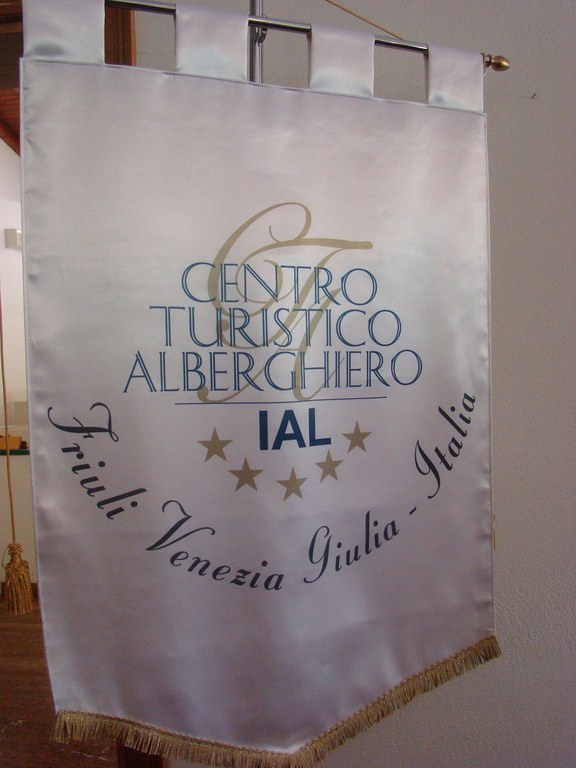 CENTRO
TURISTICO
ALBERGHIERO
IAL
Friuli Venezia Giulia - Italia